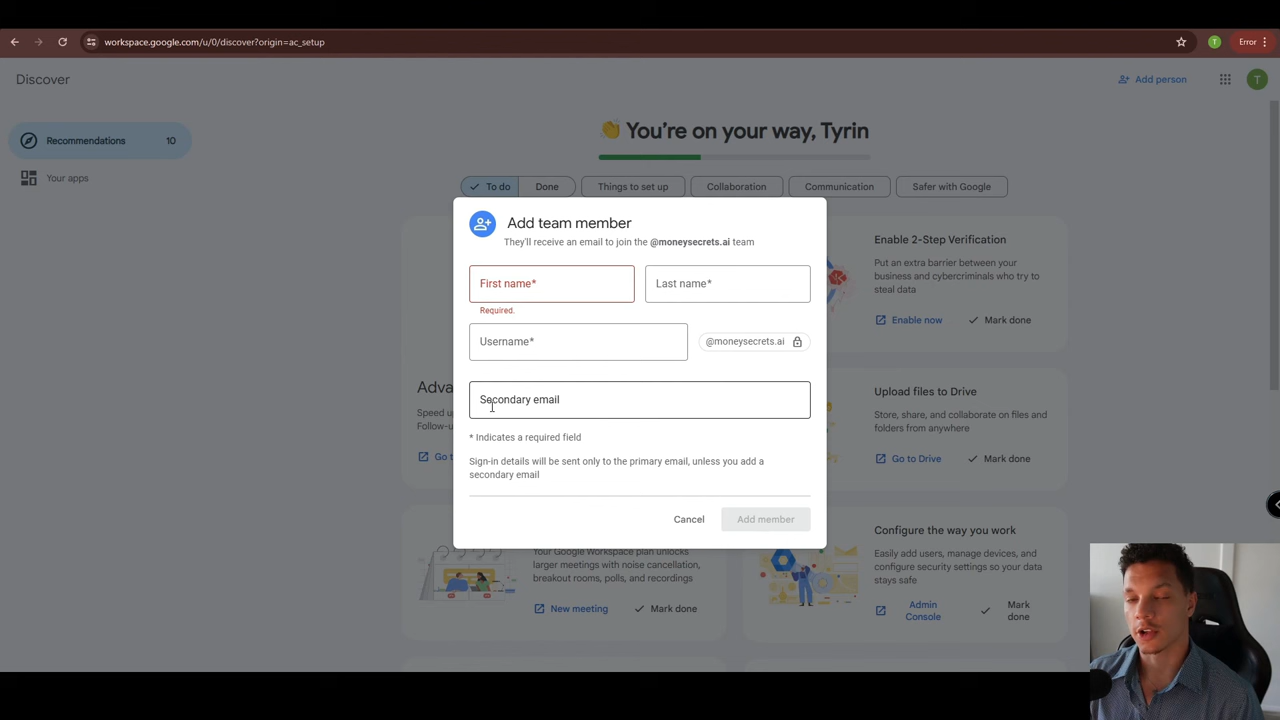 workspace.google.com/u/0/discover?origin=ac_setup
T
Error
Discover
Add person
T
Recommendations
10
Your apps
👏 You're on your way, Tyrin
To do
Done
Things to set up
Collaboration
Communication
Safer with Google
Add team member
They'll receive an email to join the @moneysecrets.ai team
First name*
Last name*
Required.
Username*
@moneysecrets.ai
Secondary email
* Indicates a required field
Sign-in details will be sent only to the primary email, unless you add a
secondary email
Cancel
Add member
Adva
Speed u
Follow-u
Go t
Enable 2-Step Verification
Put an extra barrier between your
business and cybercriminals who try to
steal data
Enable now
Mark done
Upload files to Drive
Store, share, and collaborate on files and
folders from anywhere
Go to Drive
Mark done
Your Google Workspace plan unlocks
larger meetings with noise cancellation,
breakout rooms, polls, and recordings
New meeting
Mark done
Configure the way you work
Easily add users, manage devices, and
configure security settings so your data
stays safe
Admin
Console
Mark
done